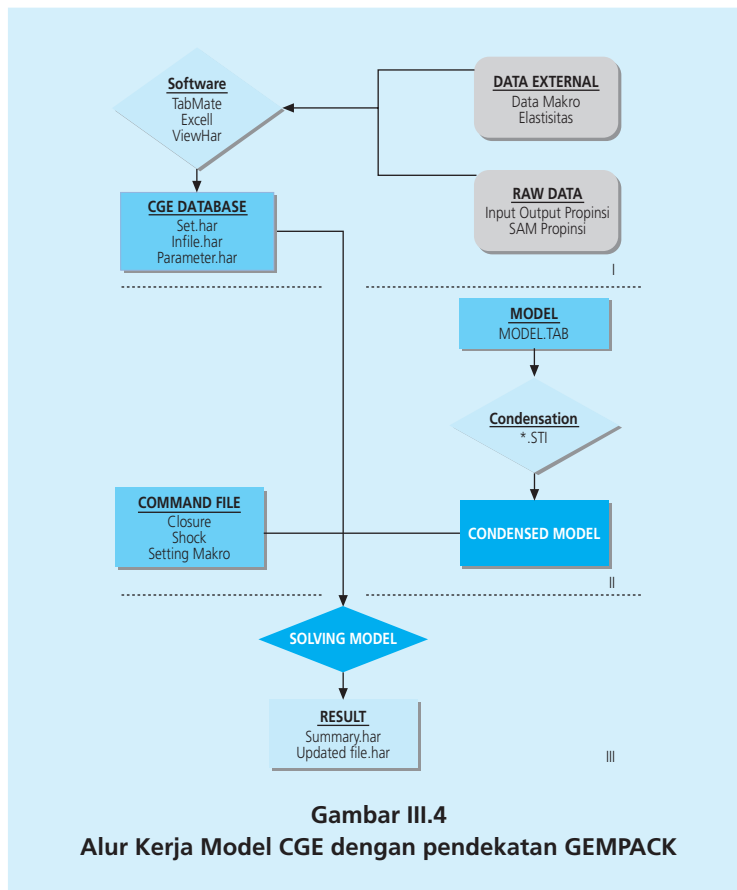 Software
TabMate
Excell
ViewHar
DATA EXTERNAL
Data Makro
Elastisitas
CGE DATABASE
Set.har
Infile.har
Parameter.har
RAW DATA
Input Output Propinsi
SAM Propinsi
I
MODEL
MODEL.TAB
Condensation
*.STI
COMMAND FILE
Closure
Shock
Setting Makro
CONDENSED MODEL
II
SOLVING MODEL
RESULT
Summary.har
Updated file.har
III
Gambar III.4
Alur Kerja Model CGE dengan pendekatan GEMPACK